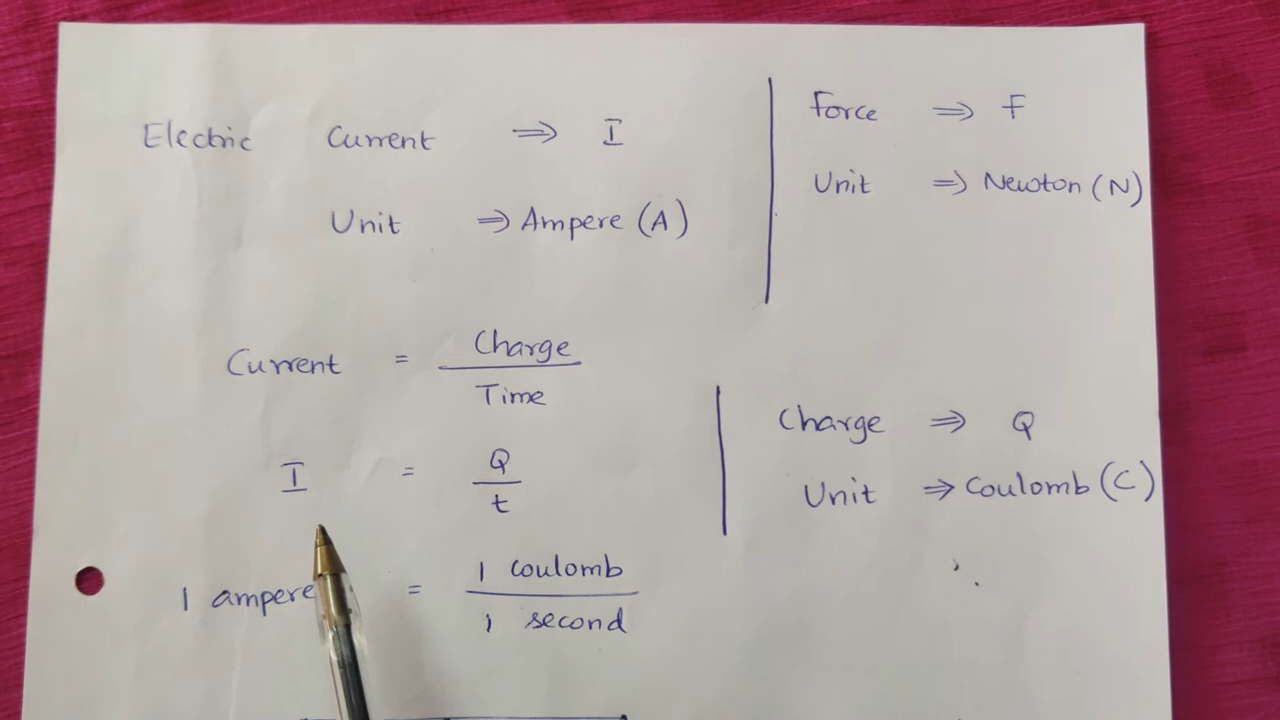 Electric Current ⇒ I
Unit ⇒ Ampere (A)
Force ⇒ F
Unit ⇒ Newton (N)
Current = Charge / Time
I = Q / t
1 ampere = 1 coulomb / 1 second
Charge ⇒ Q
Unit ⇒ Coulomb (C)